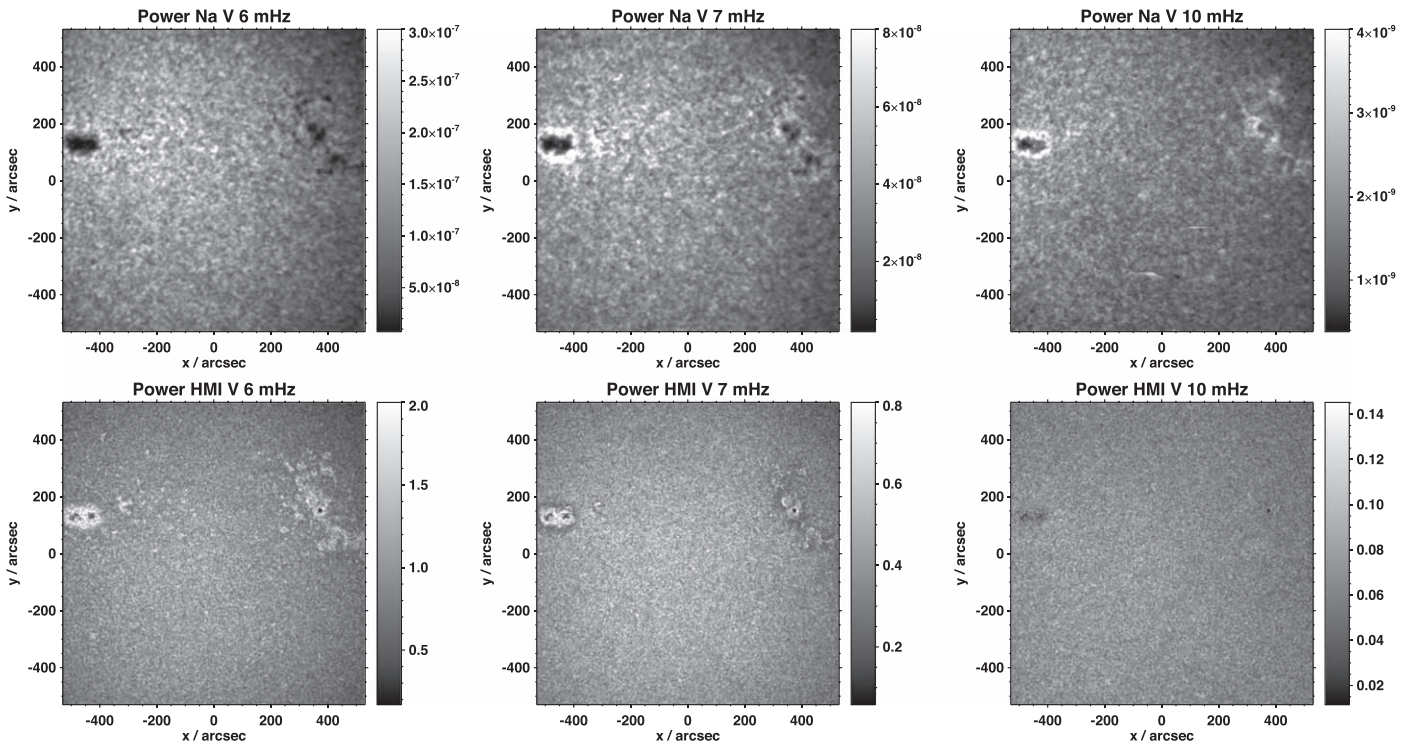 Power Na V 6 mHz
400
200
0
-200
-400
y / arcsec
-400 -200 0 200 400
x / arcsec
3.0×10⁻⁷
2.5×10⁻⁷
2.0×10⁻⁷
1.5×10⁻⁷
1.0×10⁻⁷
5.0×10⁻⁸
Power Na V 7 mHz
400
200
0
-200
-400
y / arcsec
-400 -200 0 200 400
x / arcsec
8×10⁻⁸
6×10⁻⁸
4×10⁻⁸
2×10⁻⁸
Power Na V 10 mHz
400
200
0
-200
-400
y / arcsec
-400 -200 0 200 400
x / arcsec
4×10⁻⁹
3×10⁻⁹
2×10⁻⁹
1×10⁻⁹
Power HMI V 6 mHz
400
200
0
-200
-400
y / arcsec
-400 -200 0 200 400
x / arcsec
2.0
1.5
1.0
0.5
Power HMI V 7 mHz
400
200
0
-200
-400
y / arcsec
-400 -200 0 200 400
x / arcsec
0.8
0.6
0.4
0.2
Power HMI V 10 mHz
400
200
0
-200
-400
y / arcsec
-400 -200 0 200 400
x / arcsec
0.14
0.12
0.10
0.08
0.06
0.04
0.02